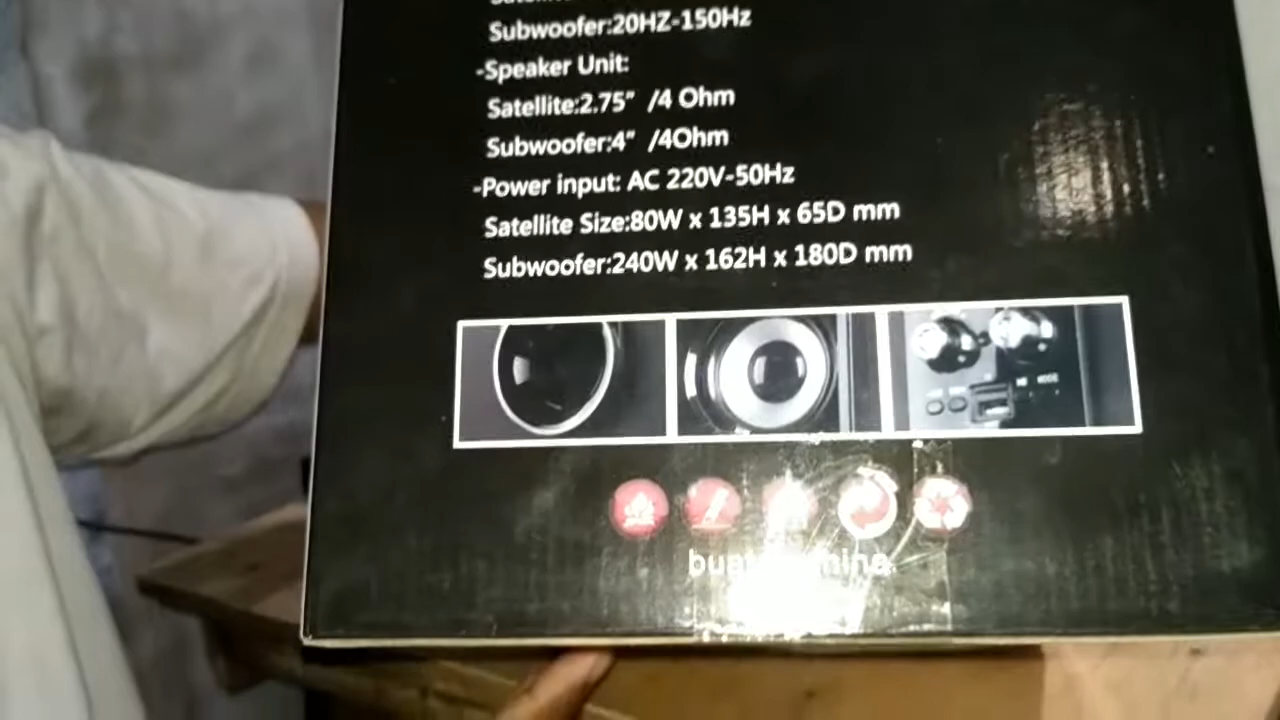 Subwoofer:20HZ-150Hz
-Speaker Unit:
Satellite:2.75” /4 Ohm
Subwoofer:4” /4Ohm
-Power input: AC 220V-50Hz
Satellite Size:80W x 135H x 65D mm
Subwoofer:240W x 162H x 180D mm
MODE